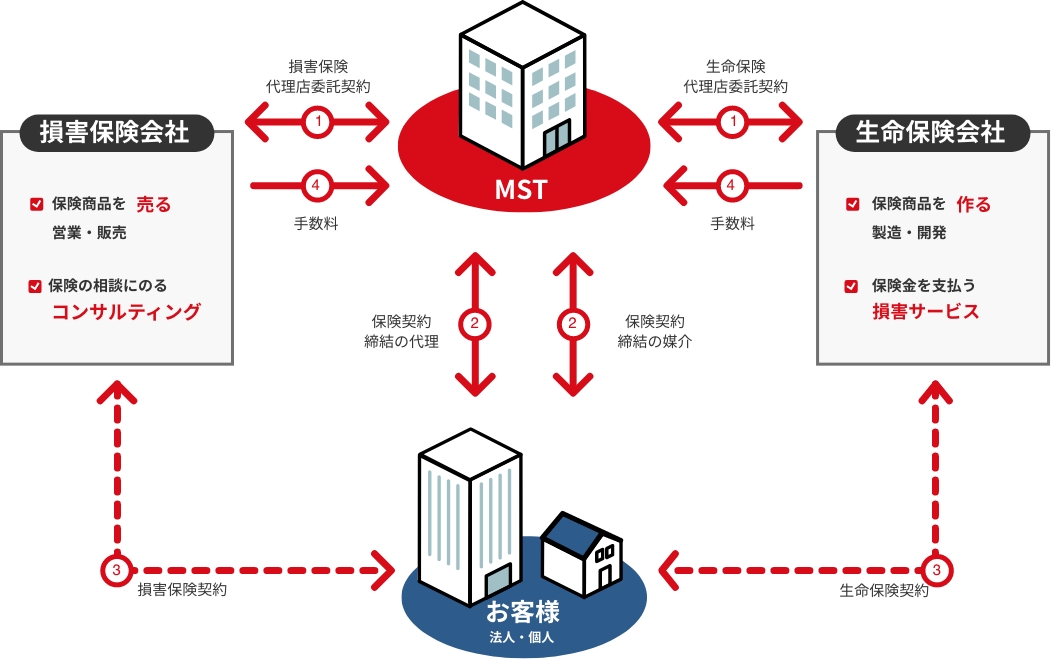 損害保険
代理店委託契約
1
4
手数料
MST
生命保険
代理店委託契約
1
4
手数料
損害保険会社
保険商品を 売る
営業・販売
保険の相談にのる
コンサルティング
生命保険会社
保険商品を 作る
製造・開発
保険金を支払う
損害サービス
保険契約
締結の代理
2
2
保険契約
締結の媒介
3
損害保険契約
3
生命保険契約
お客様
法人・個人